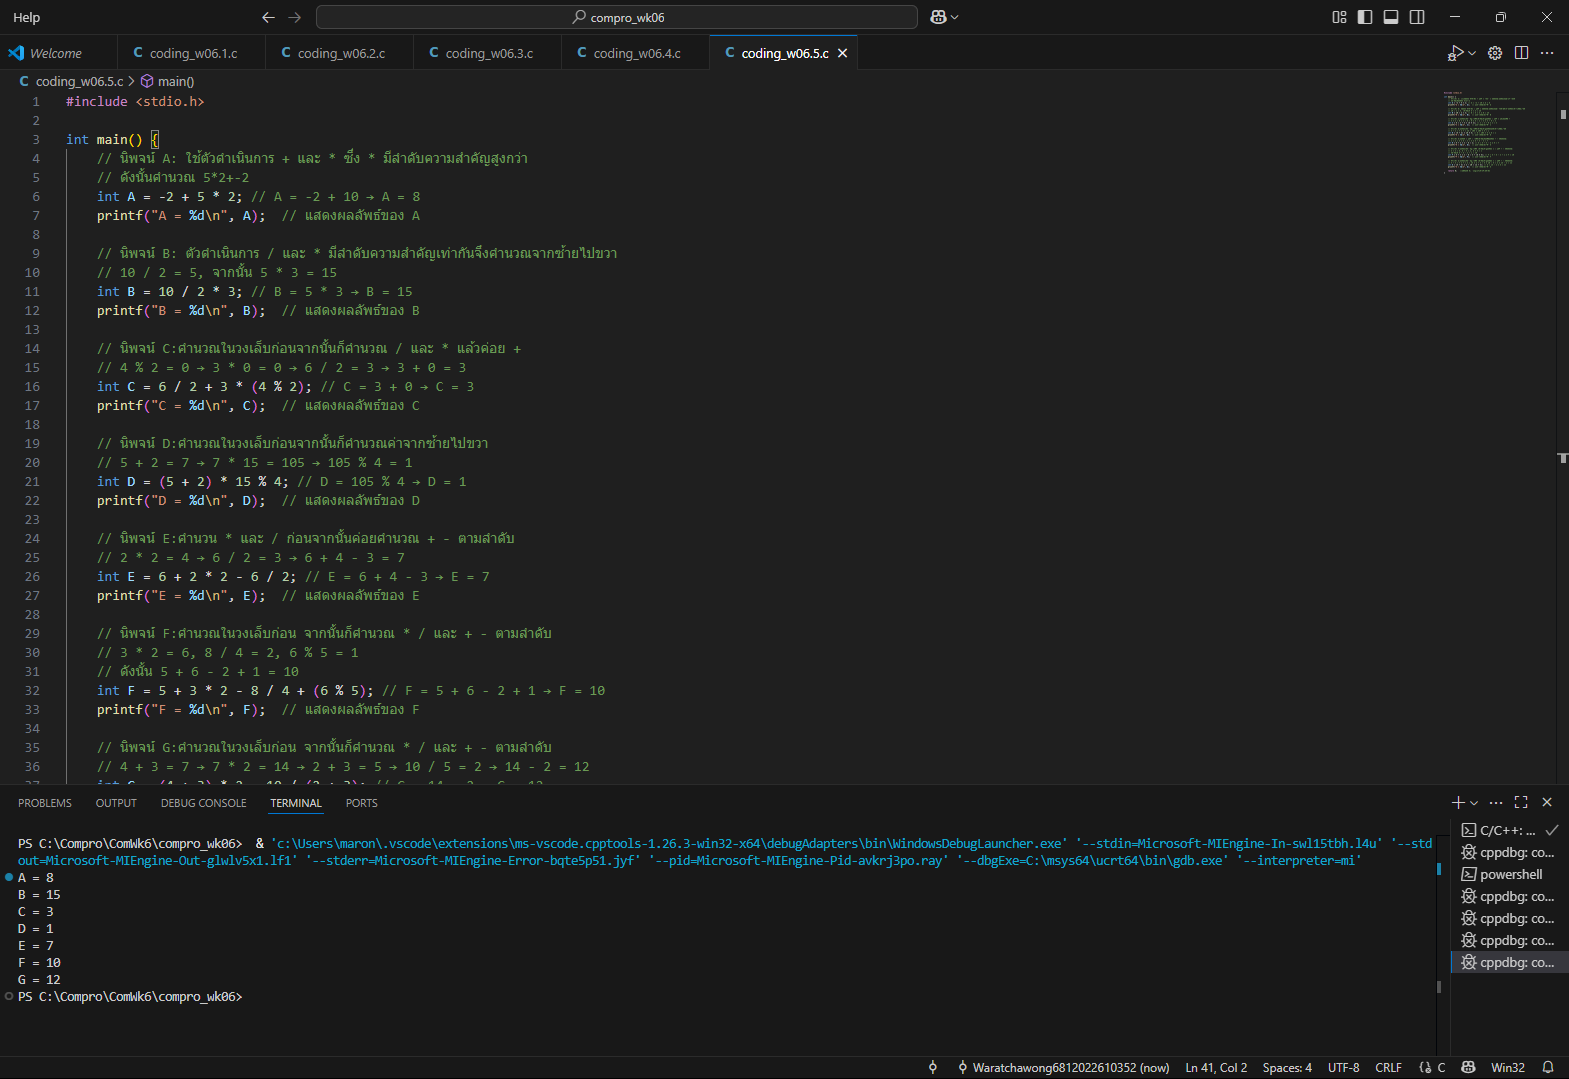 Help
compro_wk06
Welcome
coding_w06.1.c
coding_w06.2.c
coding_w06.3.c
coding_w06.4.c
coding_w06.5.c
coding_w06.5.c > main()
1 #include <stdio.h>
2
3 int main() {
4 // นิพจน์ A: ใช้ตัวดำเนินการ + และ * ซึ่ง * มีลำดับความสำคัญสูงกว่า
5 // ดังนั้นคำนวณ 5*2+-2
6 int A = -2 + 5 * 2; // A = -2 + 10 → A = 8
7 printf("A = %d\n", A);  // แสดงผลลัพธ์ของ A
8
9 // นิพจน์ B: ตัวดำเนินการ / และ * มีลำดับความสำคัญเท่ากันจึงคำนวณจากซ้ายไปขวา
10 // 10 / 2 = 5, จากนั้น 5 * 3 = 15
11 int B = 10 / 2 * 3; // B = 5 * 3 → B = 15
12 printf("B = %d\n", B);  // แสดงผลลัพธ์ของ B
13
14 // นิพจน์ C:คำนวณในวงเล็บก่อนจากนั้นก็คำนวณ / และ * แล้วค่อย +
15 // 4 % 2 = 0 → 3 * 0 = 0 → 6 / 2 = 3 → 3 + 0 = 3
16 int C = 6 / 2 + 3 * (4 % 2); // C = 3 + 0 → C = 3
17 printf("C = %d\n", C);  // แสดงผลลัพธ์ของ C
18
19 // นิพจน์ D:คำนวณในวงเล็บก่อนจากนั้นก็คำนวณค่าจากซ้ายไปขวา
20 // 5 + 2 = 7 → 7 * 15 = 105 → 105 % 4 = 1
21 int D = (5 + 2) * 15 % 4; // D = 105 % 4 → D = 1
22 printf("D = %d\n", D);  // แสดงผลลัพธ์ของ D
23
24 // นิพจน์ E:คำนวน * และ / ก่อนจากนั้นค่อยคำนวณ + - ตามลำดับ
25 // 2 * 2 = 4 → 6 / 2 = 3 → 6 + 4 - 3 = 7
26 int E = 6 + 2 * 2 - 6 / 2; // E = 6 + 4 - 3 → E = 7
27 printf("E = %d\n", E);  // แสดงผลลัพธ์ของ E
28
29 // นิพจน์ F:คำนวณในวงเล็บก่อน จากนั้นก็คำนวณ * / และ + - ตามลำดับ
30 // 3 * 2 = 6, 8 / 4 = 2, 6 % 5 = 1
31 // ดังนั้น 5 + 6 - 2 + 1 = 10
32 int F = 5 + 3 * 2 - 8 / 4 + (6 % 5); // F = 5 + 6 - 2 + 1 → F = 10
33 printf("F = %d\n", F);  // แสดงผลลัพธ์ของ F
34
35 // นิพจน์ G:คำนวณในวงเล็บก่อน จากนั้นก็คำนวณ * / และ + - ตามลำดับ
36 // 4 + 3 = 7 → 7 * 2 = 14 → 2 + 3 = 5 → 10 / 5 = 2 → 14 - 2 = 12
PROBLEMS OUTPUT DEBUG CONSOLE TERMINAL PORTS
PS C:\Compro\ComWk6\compro_wk06>  & 'c:\Users\maron\.vscode\extensions\ms-vscode.cpptools-1.26.3-win32-x64\debugAdapters\bin\WindowsDebugLauncher.exe' '--stdin=Microsoft-MIEngine-In-swl15tbh.l4u' '--std
out=Microsoft-MIEngine-Out-glwlv5x1.lf1' '--stderr=Microsoft-MIEngine-Error-bqte5p51.jyf' '--pid=Microsoft-MIEngine-Pid-avkrj3po.ray' '--dbgExe=C:\msys64\ucrt64\bin\gdb.exe' '--interpreter=mi'
A = 8
B = 15
C = 3
D = 1
E = 7
F = 10
G = 12
PS C:\Compro\ComWk6\compro_wk06>
C/C++: ...
cppdbg: co...
powershell
cppdbg: co...
cppdbg: co...
cppdbg: co...
cppdbg: co...
Waratchawong6812022610352 (now) Ln 41, Col 2 Spaces: 4 UTF-8 CRLF C Win32